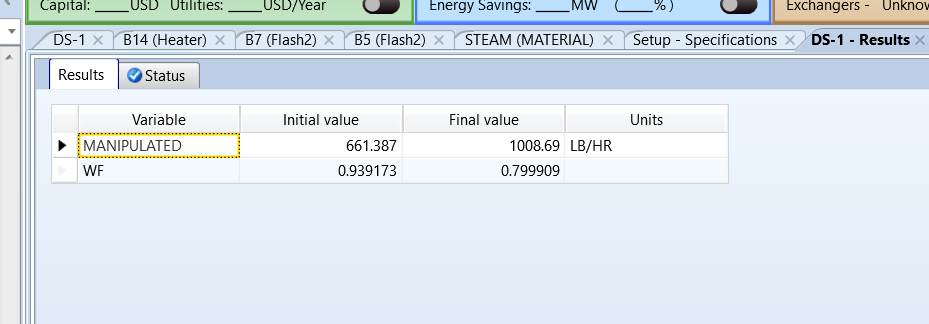 Capital: ____USD Utilities: ____USD/Year
Energy Savings: ____MW (____%)
Exchangers - Unknow
DS-1
B14 (Heater)
B7 (Flash2)
B5 (Flash2)
STEAM (MATERIAL)
Setup - Specifications
DS-1 - Results
Results
Status
Variable Initial value Final value Units
MANIPULATED 661.387 1008.69 LB/HR
WF 0.939173 0.799909